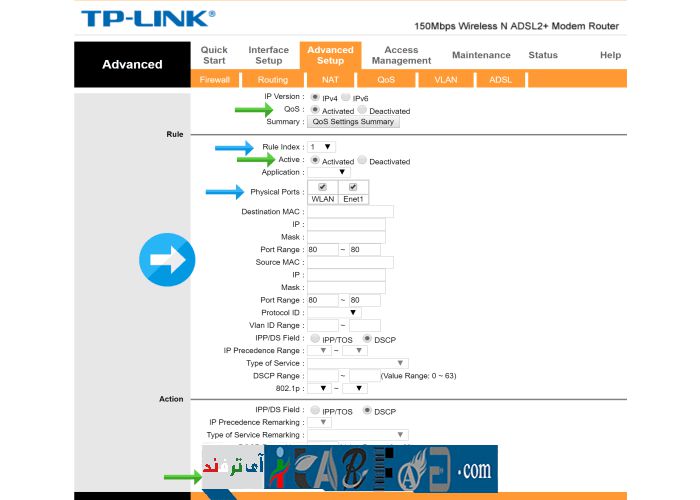 TP-LINK®
150Mbps Wireless N ADSL2+ Modem Router
Advanced
Quick Start
Interface Setup
Advanced Setup
Access Management
Maintenance
Status
Help
Firewall Routing NAT QoS VLAN ADSL
IP Version : IPv4 IPv6
QoS : Activated Deactivated
Summary : QoS Settings Summary
Rule
Rule Index : 1
Active : Activated Deactivated
Application :
Physical Ports :
WLAN Enet1
Destination MAC :
IP :
Mask :
Port Range : 80 ~ 80
Source MAC :
IP :
Mask :
Port Range : 80 ~ 80
Protocol ID :
Vlan ID Range : ~
IPP/DS Field : IPP/TOS DSCP
IP Precedence Range : ~
Type of Service :
DSCP Range : ~ (Value Range: 0 ~ 63)
802.1p : ~
Action
IPP/DS Field : IPP/TOS DSCP
IP Precedence Remarking :
Type of Service Remarking :
آی ترفند
.com